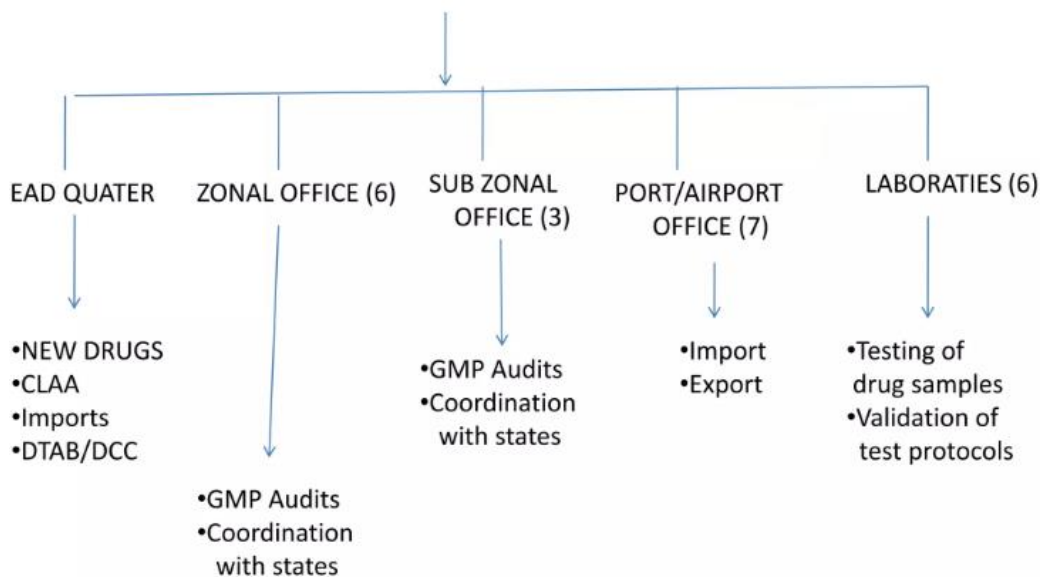 EAD QUATER
ZONAL OFFICE (6)
SUB ZONAL
OFFICE (3)
PORT/AIRPORT
OFFICE (7)
LABORATIES (6)
•NEW DRUGS
•CLAA
•Imports
•DTAB/DCC
•GMP Audits
•Coordination
with states
•GMP Audits
•Coordination
with states
•Import
•Export
•Testing of
drug samples
•Validation of
test protocols